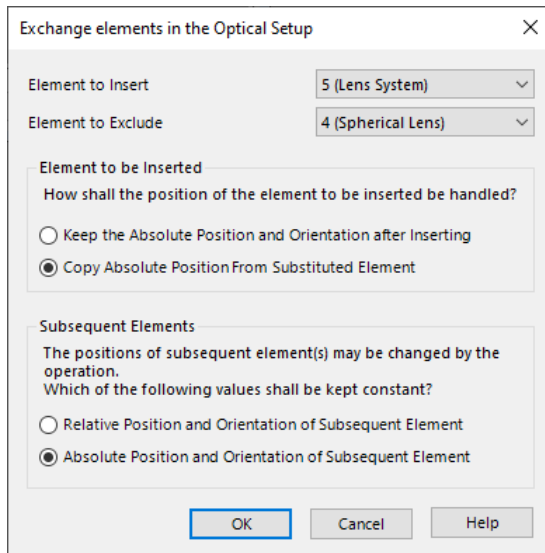 Exchange elements in the Optical Setup
Element to Insert
5 (Lens System)
Element to Exclude
4 (Spherical Lens)
Element to be Inserted
How shall the position of the element to be inserted be handled?
Keep the Absolute Position and Orientation after Inserting
Copy Absolute Position From Substituted Element
Subsequent Elements
The positions of subsequent element(s) may be changed by the
operation.
Which of the following values shall be kept constant?
Relative Position and Orientation of Subsequent Element
Absolute Position and Orientation of Subsequent Element
OK
Cancel
Help